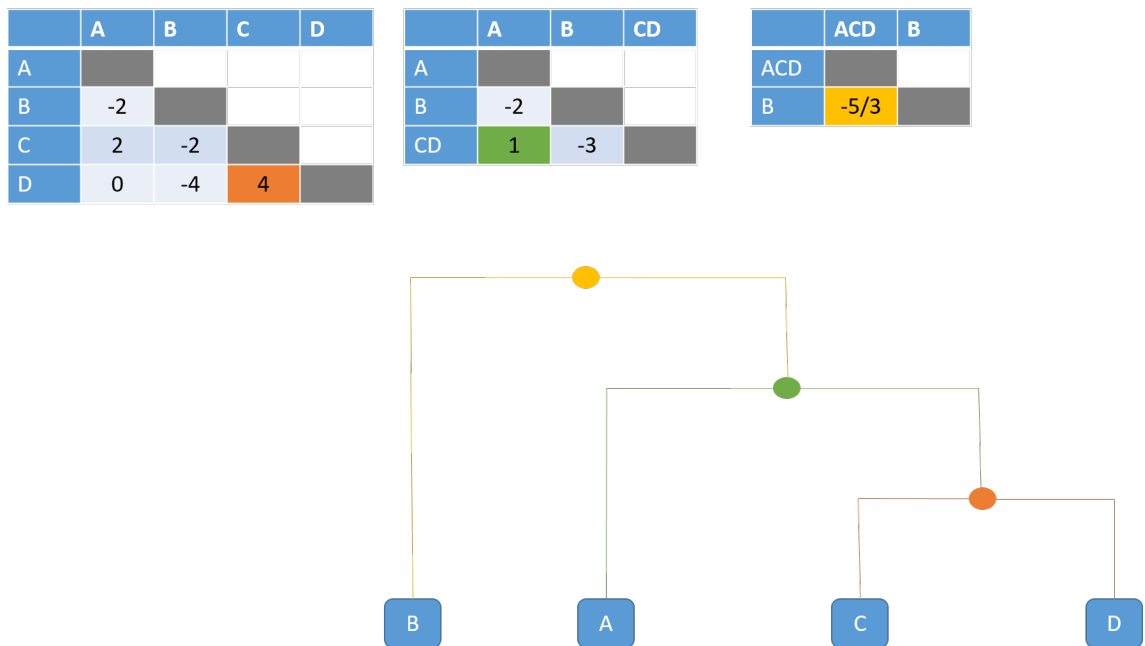 A B C D
A
B -2
C 2 -2
D 0 -4 4
A B CD
A
B -2
CD 1 -3
ACD B
ACD
B -5/3
B A C D